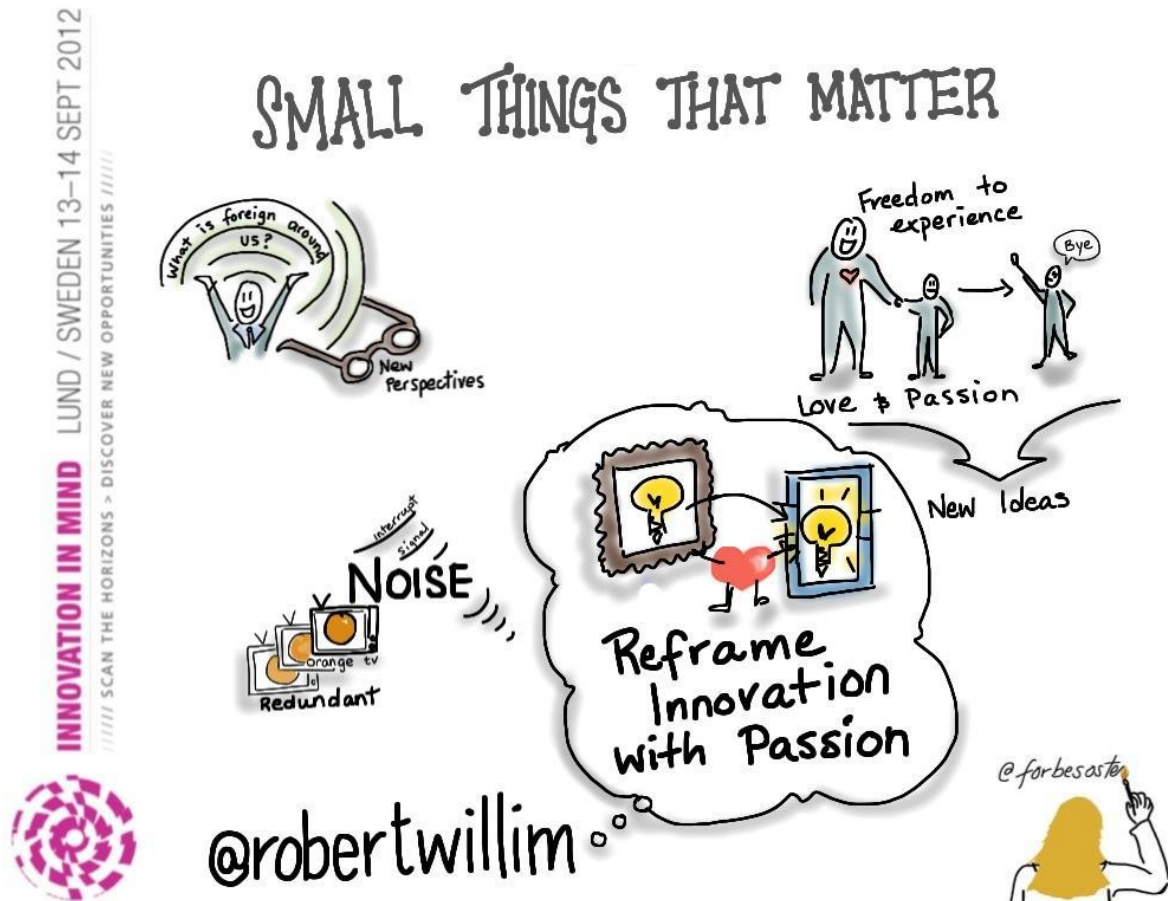 INNOVATION IN MIND LUND / SWEDEN 13–14 SEPT 2012
////// SCAN THE HORIZONS > DISCOVER NEW OPPORTUNITIES //////
SMALL THINGS THAT MATTER
What is foreign around
us?
New
Perspectives
Freedom to
experience
Bye
Love & Passion
New Ideas
Interrupt
Signal
NOISE
orange tv
Redundant
Reframe
Innovation
with Passion
@robertwillim
@forbesoste